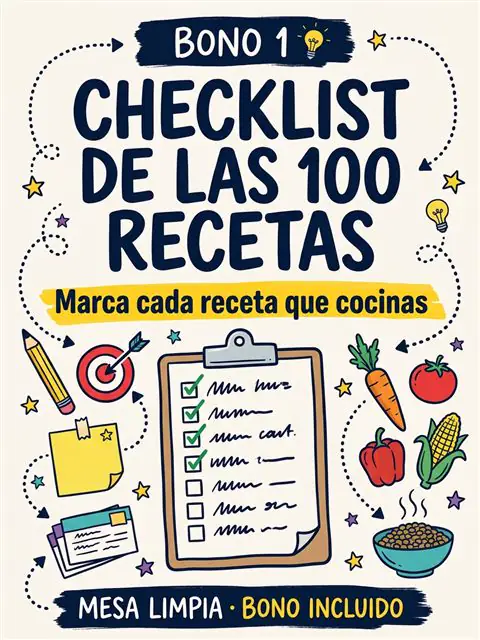 BONO 1
CHECKLIST
DE LAS 100
RECETAS
Marca cada receta que cocinas
MESA LIMPIA · BONO INCLUIDO